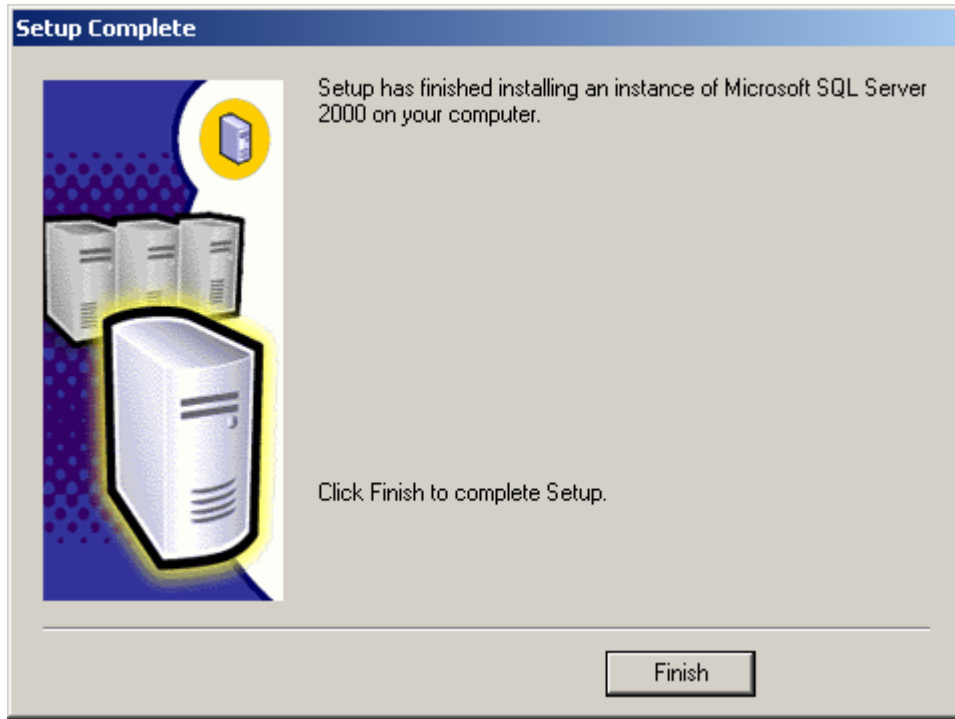 Setup Complete
Setup has finished installing an instance of Microsoft SQL Server
2000 on your computer.
Click Finish to complete Setup.
Finish